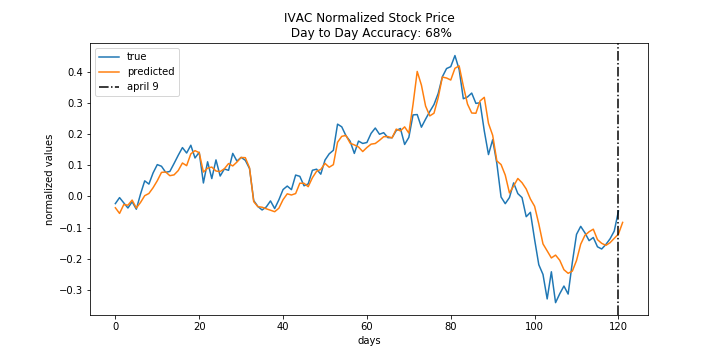 IVAC Normalized Stock Price
Day to Day Accuracy: 68%
true
predicted
april 9
normalized values
0.4
0.3
0.2
0.1
0.0
−0.1
−0.2
−0.3
0 20 40 60 80 100 120
days